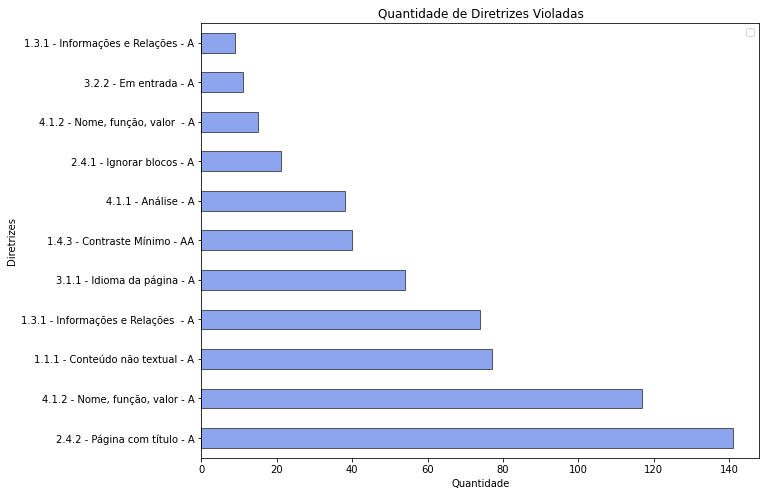 Quantidade de Diretrizes Violadas
1.3.1 - Informações e Relações - A
3.2.2 - Em entrada - A
4.1.2 - Nome, função, valor  - A
2.4.1 - Ignorar blocos - A
4.1.1 - Análise - A
1.4.3 - Contraste Mínimo - AA
3.1.1 - Idioma da página - A
1.3.1 - Informações e Relações  - A
1.1.1 - Conteúdo não textual - A
4.1.2 - Nome, função, valor - A
2.4.2 - Página com título - A
Diretrizes
0 20 40 60 80 100 120 140
Quantidade